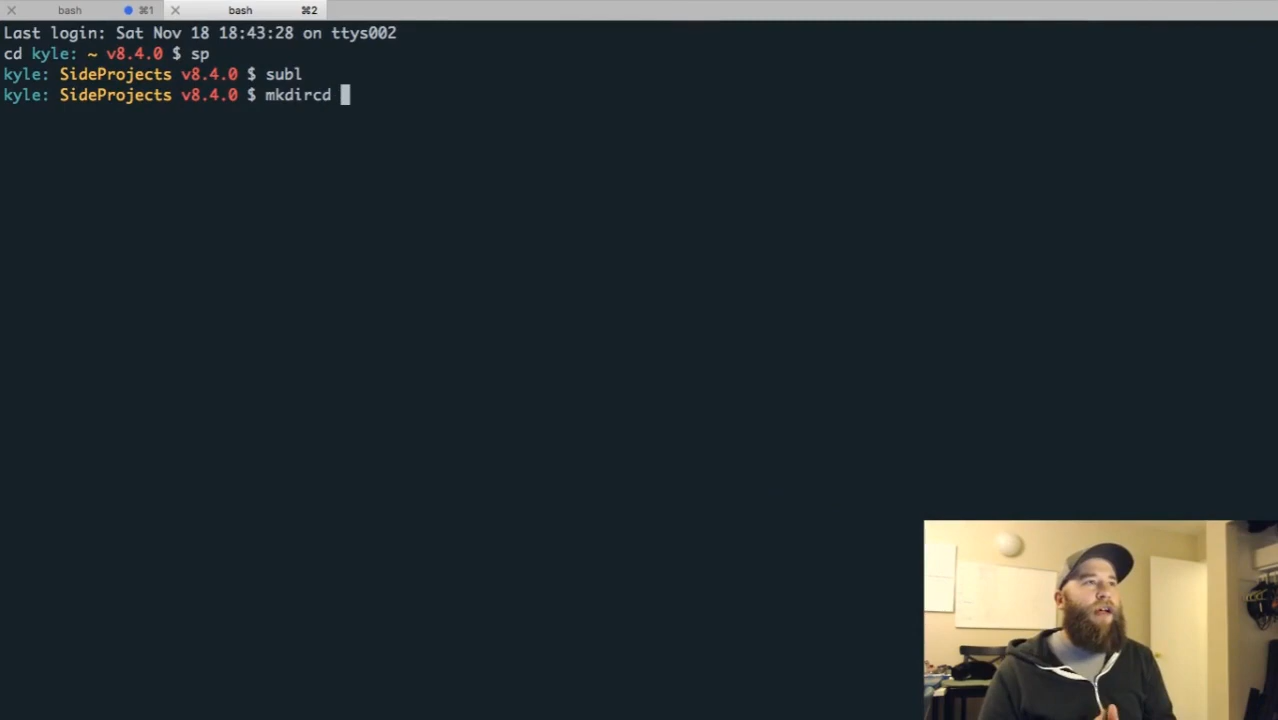 bash ⌘1 bash ⌘2
Last login: Sat Nov 18 18:43:28 on ttys002
cd kyle: ~ v8.4.0 $ sp
kyle: SideProjects v8.4.0 $ subl
kyle: SideProjects v8.4.0 $ mkdircd